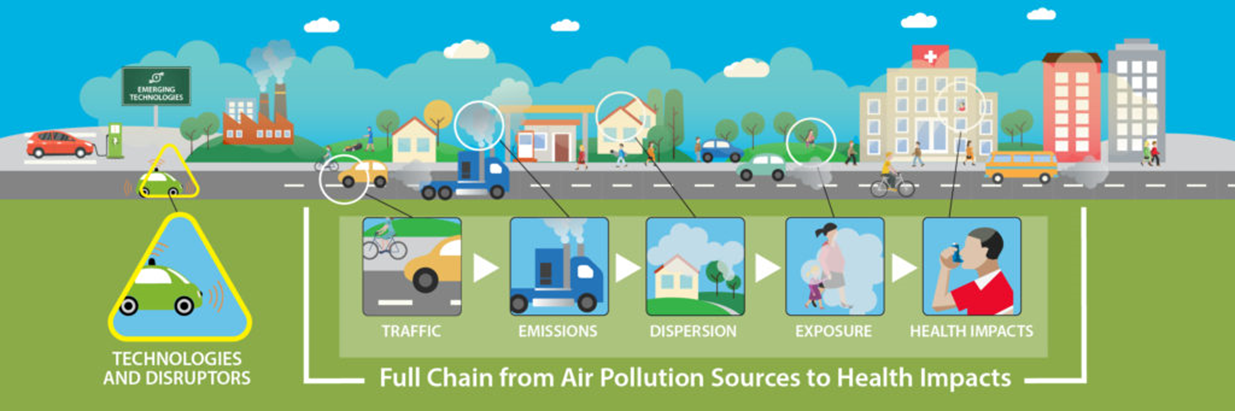 EMERGING
TECHNOLOGIES
TECHNOLOGIES
AND DISRUPTORS
TRAFFIC
EMISSIONS
DISPERSION
EXPOSURE
HEALTH IMPACTS
Full Chain from Air Pollution Sources to Health Impacts